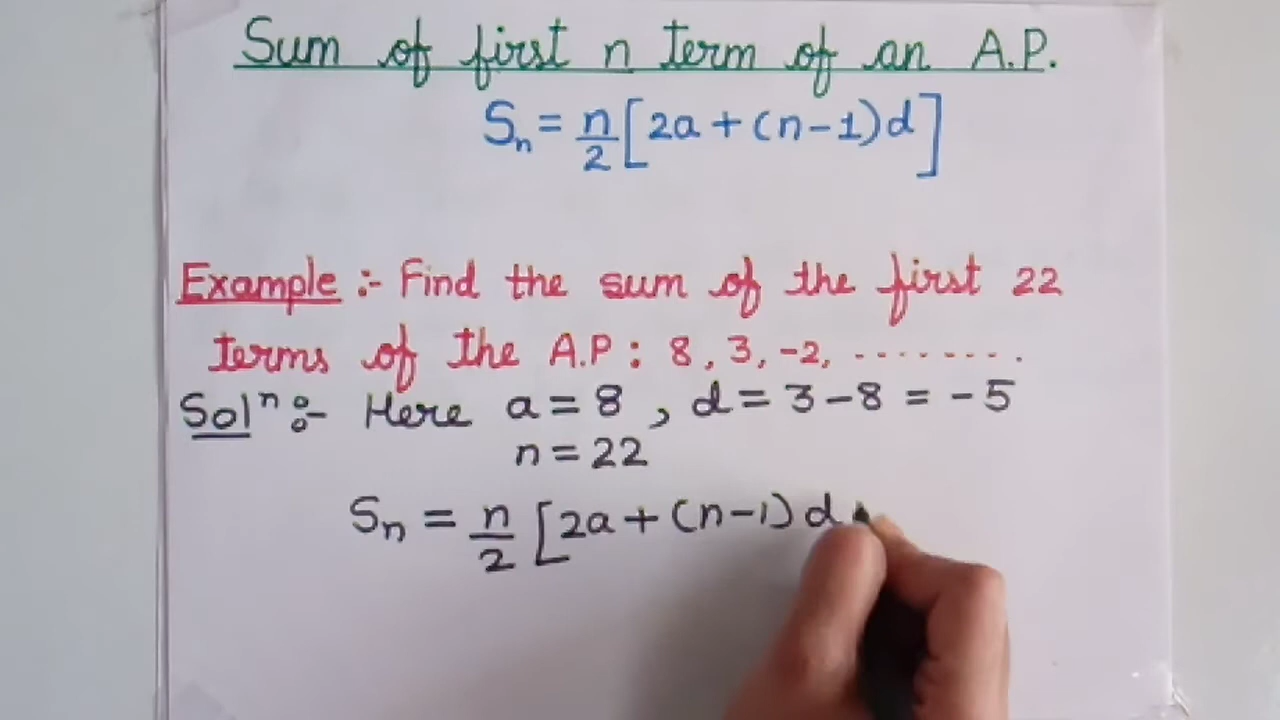 Sum of first n term of an A.P.
Sn = n/2 [2a + (n-1)d]
Example :- Find the sum of the first 22
terms of the A.P : 8, 3, -2, ........
Solⁿ :- Here a = 8, d = 3 - 8 = -5
n = 22
Sn = n/2 [2a + (n-1) d